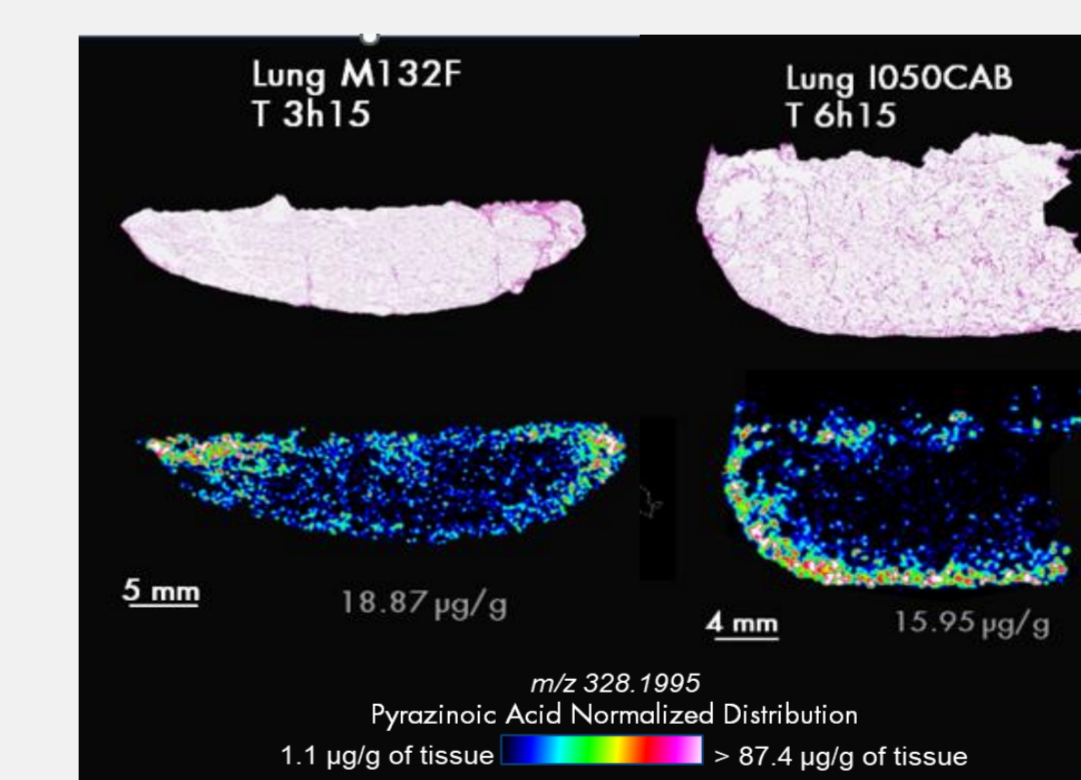 Lung M132F
T 3h15
Lung I050CAB
T 6h15
5 mm
18.87 µg/g
4 mm
15.95 µg/g
m/z 328.1995
Pyrazinoic Acid Normalized Distribution
1.1 µg/g of tissue
> 87.4 µg/g of tissue